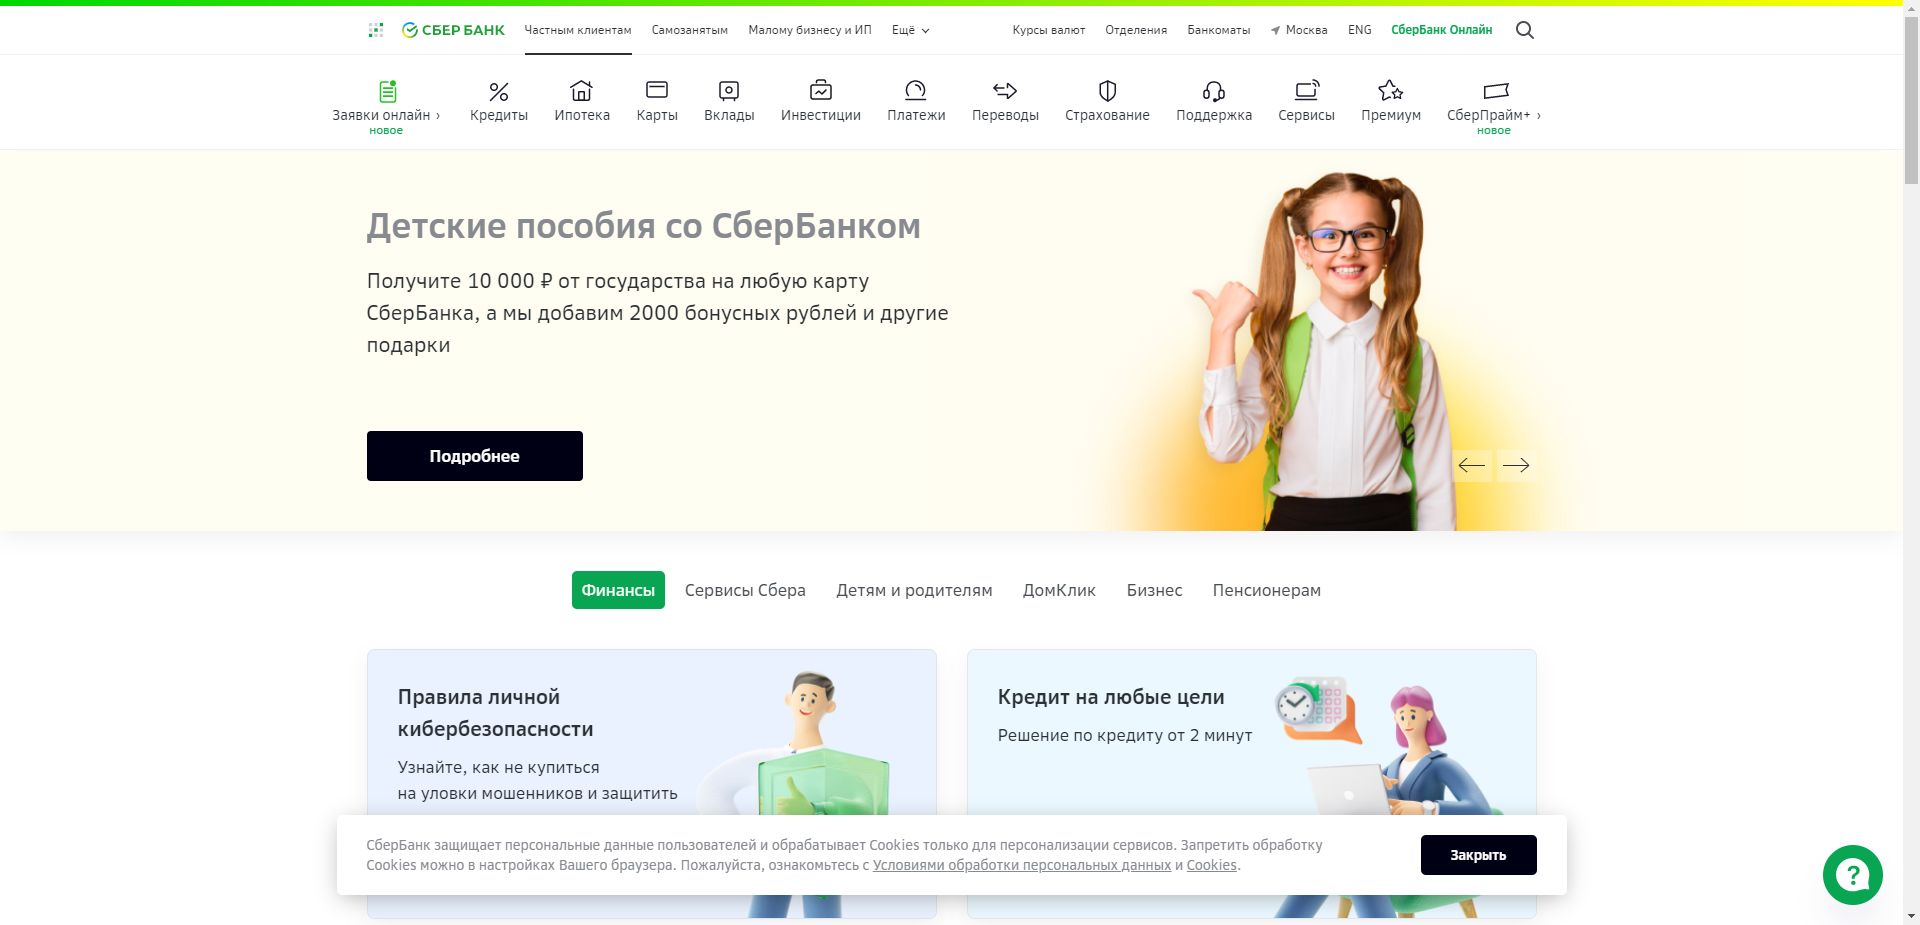 СБЕР БАНК
Частным клиентам
Самозанятым
Малому бизнесу и ИП
Ещё
Курсы валют
Отделения
Банкоматы
Москва
ENG
СберБанк Онлайн
Заявки онлайн ›
новое
Кредиты
Ипотека
Карты
Вклады
Инвестиции
Платежи
Переводы
Страхование
Поддержка
Сервисы
Премиум
СберПрайм+ ›
новое
Детские пособия со СберБанком
Получите 10 000 ₽ от государства на любую карту
СберБанка, а мы добавим 2000 бонусных рублей и другие
подарки
Подробнее
Финансы
Сервисы Сбера
Детям и родителям
ДомКлик
Бизнес
Пенсионерам
Правила личной
кибербезопасности
Узнайте, как не купиться
на уловки мошенников и защитить
Кредит на любые цели
Решение по кредиту от 2 минут
СберБанк защищает персональные данные пользователей и обрабатывает Cookies только для персонализации сервисов. Запретить обработку
Cookies можно в настройках Вашего браузера. Пожалуйста, ознакомьтесь с Условиями обработки персональных данных и Cookies.
Закрыть
?